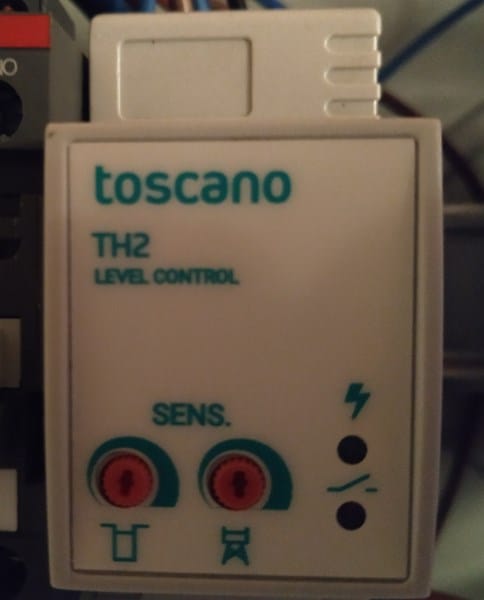 toscano
TH2
LEVEL CONTROL
SENS.